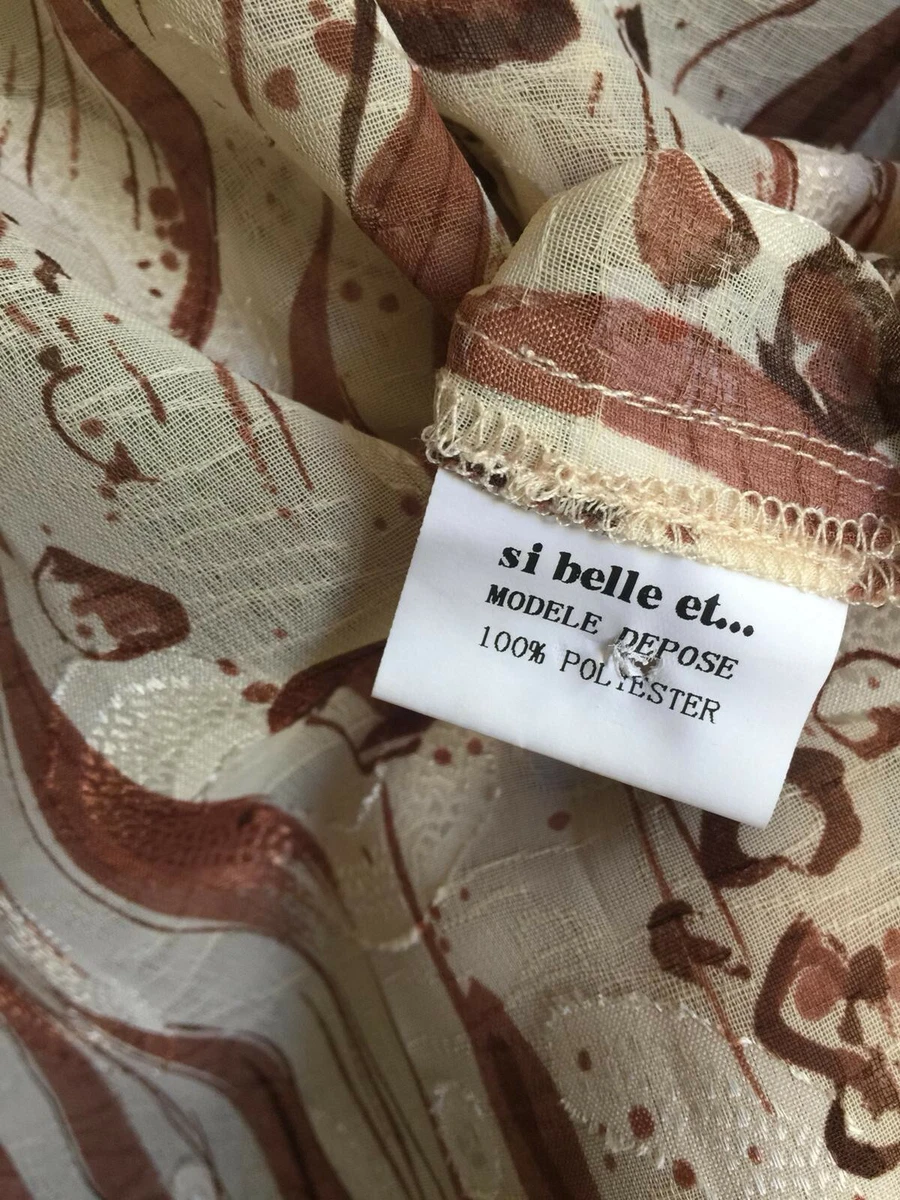 si belle et...
MODELE DEPOSE
100% POLYESTER